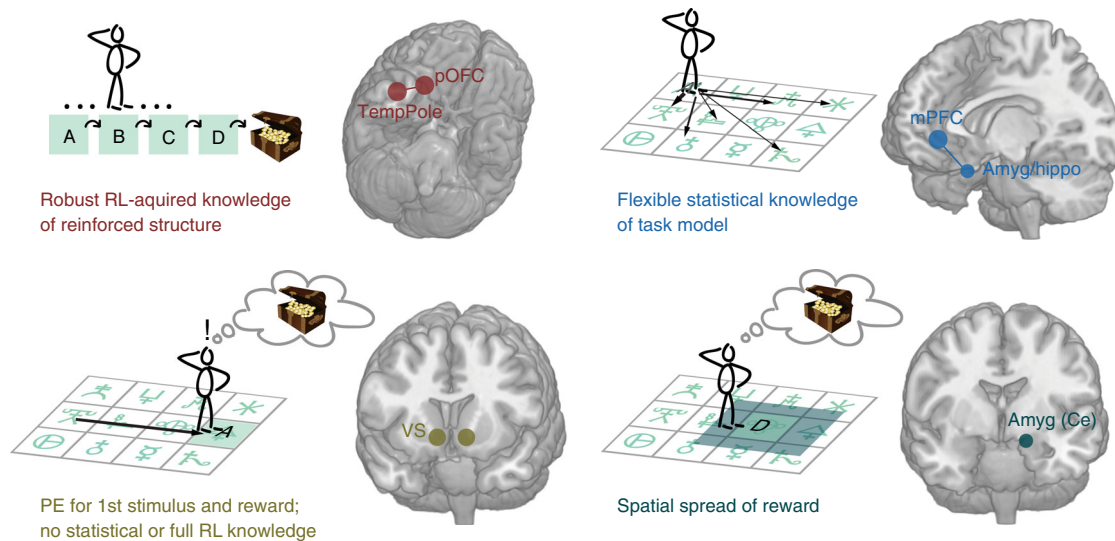 A B C D
pOFC
TempPole
Robust RL-aquired knowledge
of reinforced structure
mPFC
Amyg/hippo
Flexible statistical knowledge
of task model
!
A
VS
PE for 1st stimulus and reward;
no statistical or full RL knowledge
D
Amyg (Ce)
Spatial spread of reward